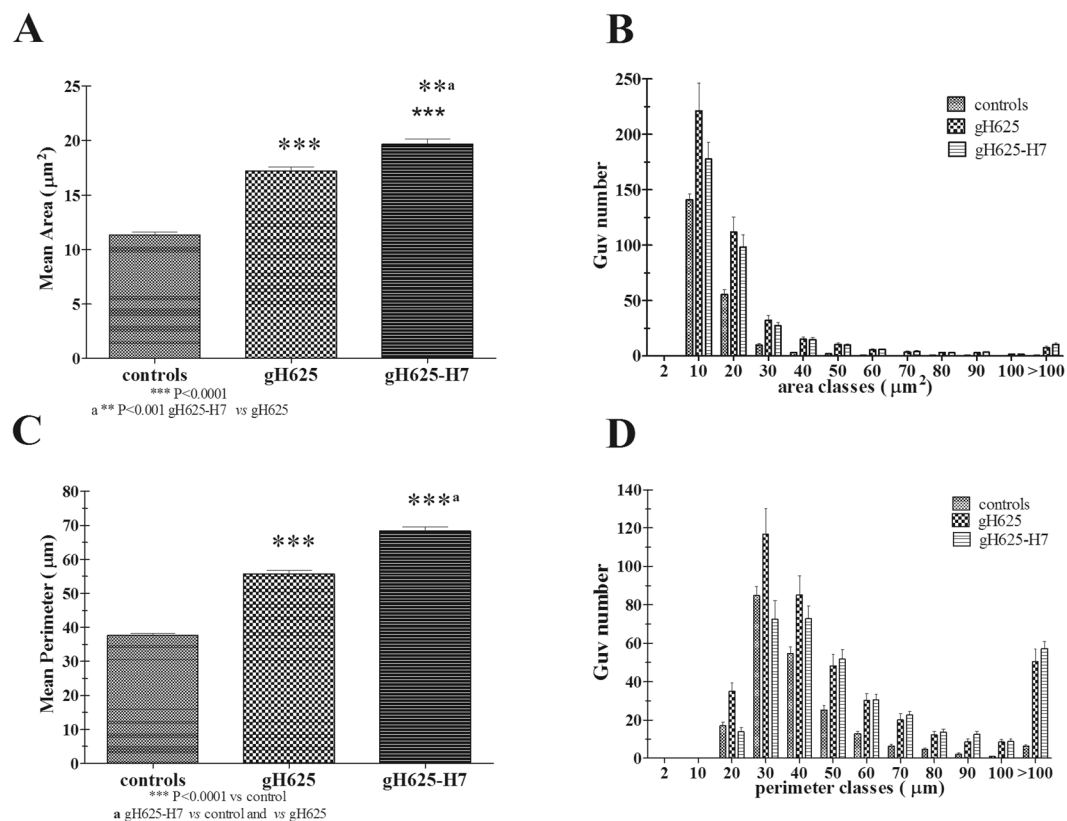 A
Mean Area ( μm²)
25
20
15
10
5
0
***
**a
***
controls gH625 gH625-H7
*** P<0.0001
a ** P<0.001 gH625-H7 vs gH625
B
Guv number
250
200
150
100
50
0
controls
gH625
gH625-H7
2 10 20 30 40 50 60 70 80 90 100 >100
area classes ( μm²)
C
Mean Perimeter ( μm)
80
70
60
50
40
30
20
10
0
***
***a
controls gH625 gH625-H7
*** P<0.0001 vs control
a gH625-H7 vs control and vs gH625
D
Guv number
140
120
100
80
60
40
20
0
controls
gH625
gH625-H7
2 10 20 30 40 50 60 70 80 90 100 >100
perimeter classes ( μm)